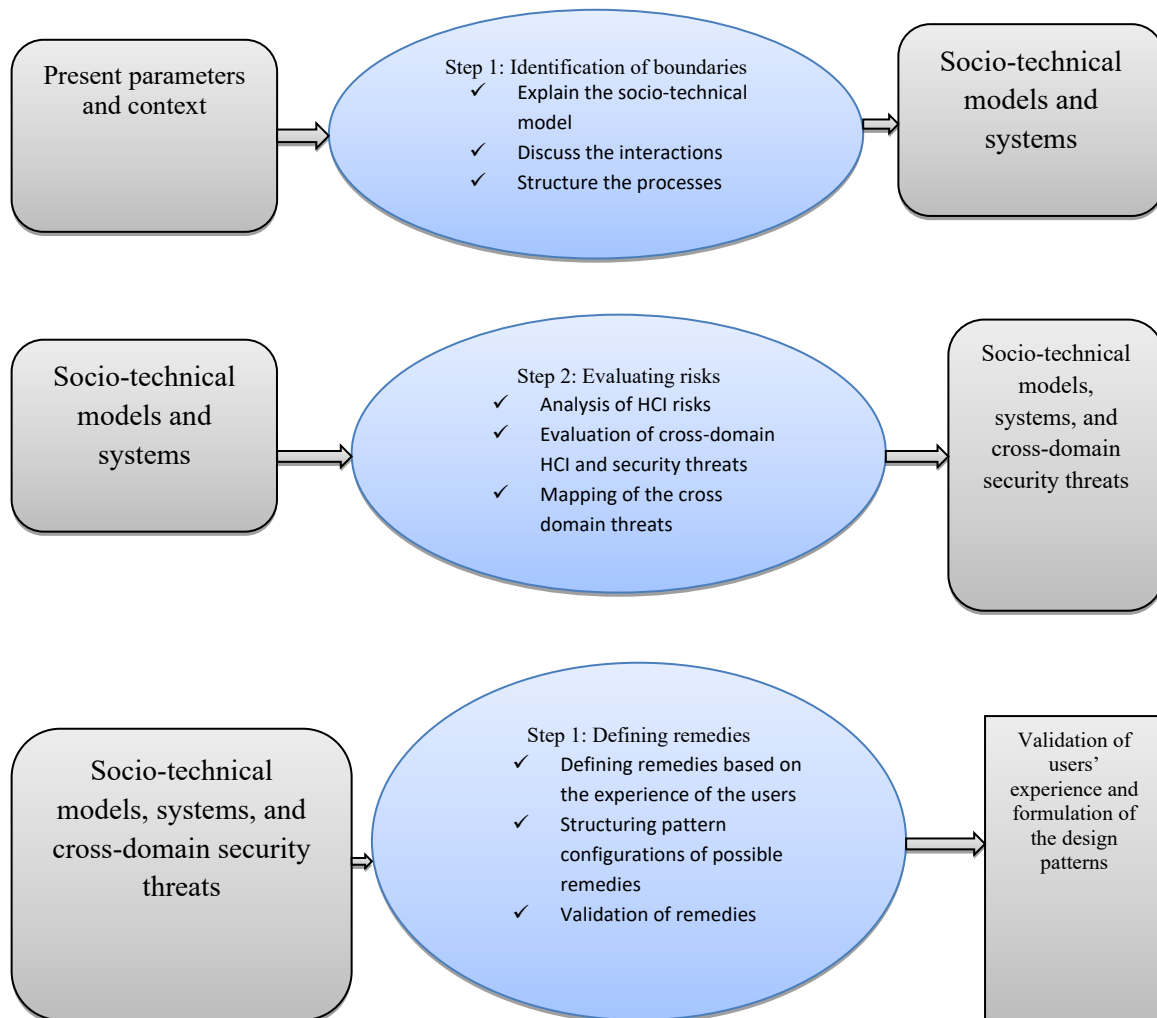 Present parameters
and context
Step 1: Identification of boundaries
✓ Explain the socio-technical
model
✓ Discuss the interactions
✓ Structure the processes
Socio-technical
models and
systems
Socio-technical
models and
systems
Step 2: Evaluating risks
✓ Analysis of HCI risks
✓ Evaluation of cross-domain
HCI and security threats
✓ Mapping of the cross
domain threats
Socio-technical
models,
systems, and
cross-domain
security threats
Socio-technical
models, systems, and
cross-domain security
threats
Step 1: Defining remedies
✓ Defining remedies based on
the experience of the users
✓ Structuring pattern
configurations of possible
remedies
✓ Validation of remedies
Validation of
users’
experience and
formulation of
the design
patterns